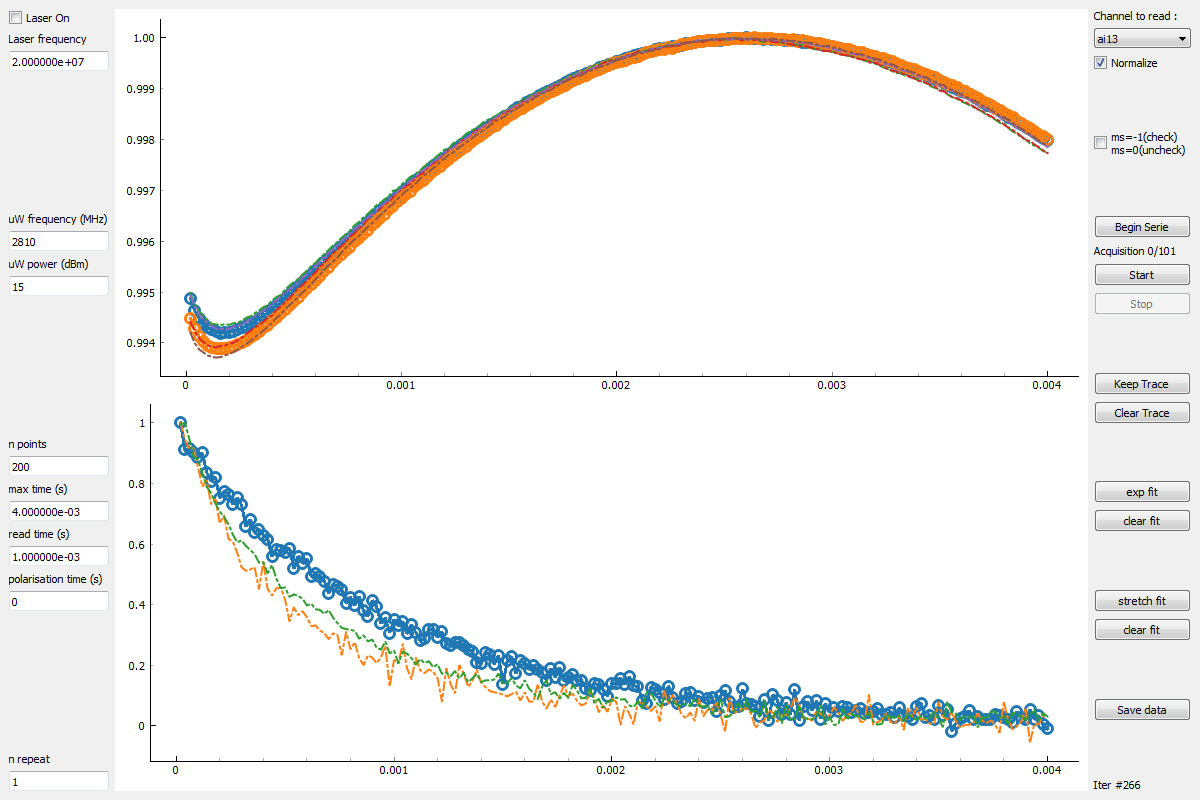 Laser On
Laser frequency
2.000000e+07
uW frequency (MHz)
2810
uW power (dBm)
15
n points
200
max time (s)
4.000000e-03
read time (s)
1.000000e-03
polarisation time (s)
0
n repeat
1
1.00
0.999
0.998
0.997
0.996
0.995
0.994
0 0.001 0.002 0.003 0.004
1
0.8
0.6
0.4
0.2
0
0 0.001 0.002 0.003 0.004
Channel to read :
ai13
Normalize
ms=-1(check)
ms=0(uncheck)
Begin Serie
Acquisition 0/101
Start
Stop
Keep Trace
Clear Trace
exp fit
clear fit
stretch fit
clear fit
Save data
Iter #266